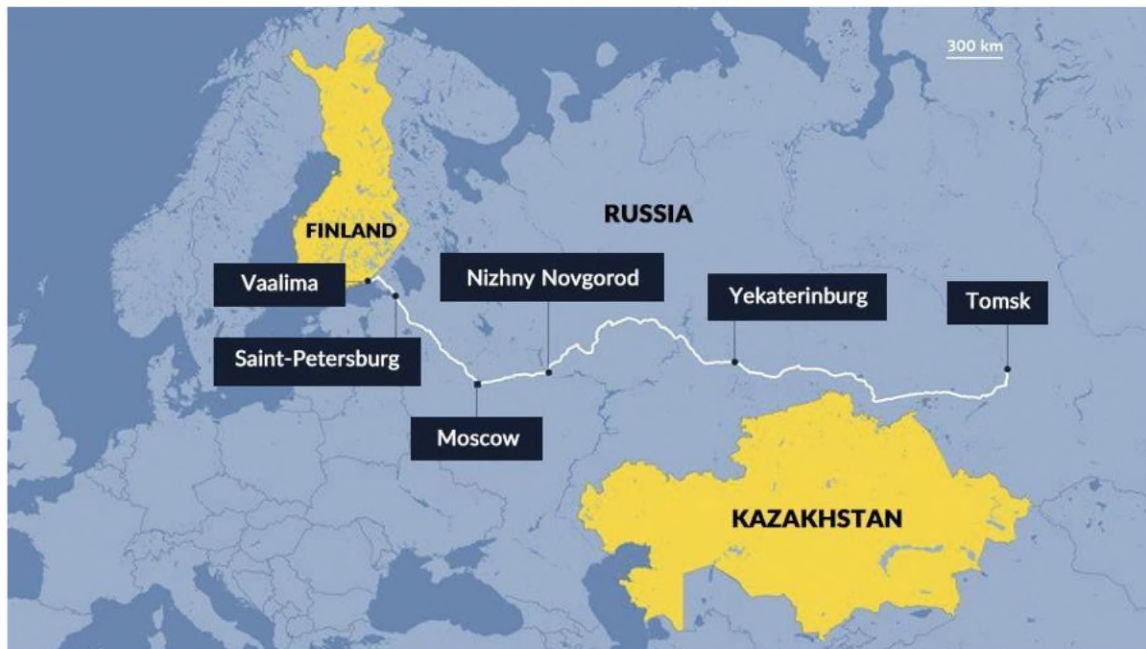 300 km
RUSSIA
FINLAND
Vaalima
Nizhny Novgorod
Yekaterinburg
Tomsk
Saint-Petersburg
Moscow
KAZAKHSTAN